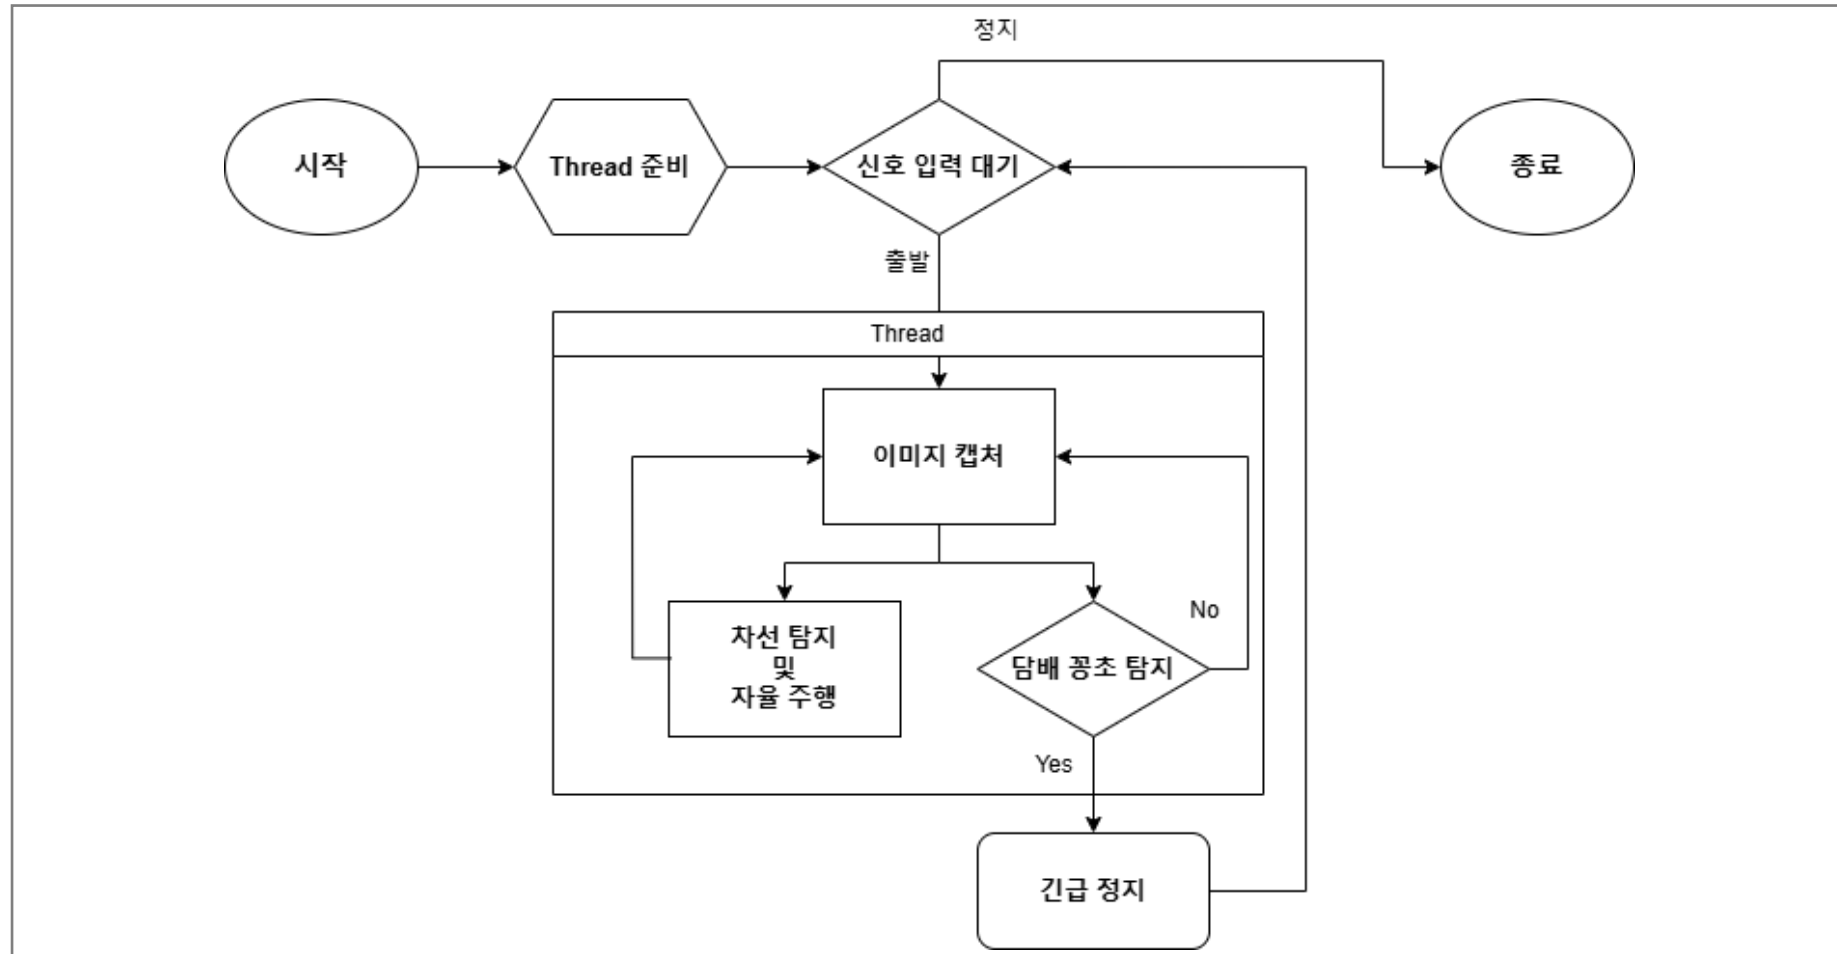 정지
시작
Thread 준비
신호 입력 대기
종료
출발
Thread
이미지 캡처
차선 탐지
및
자율 주행
담배 꽁초 탐지
No
Yes
긴급 정지